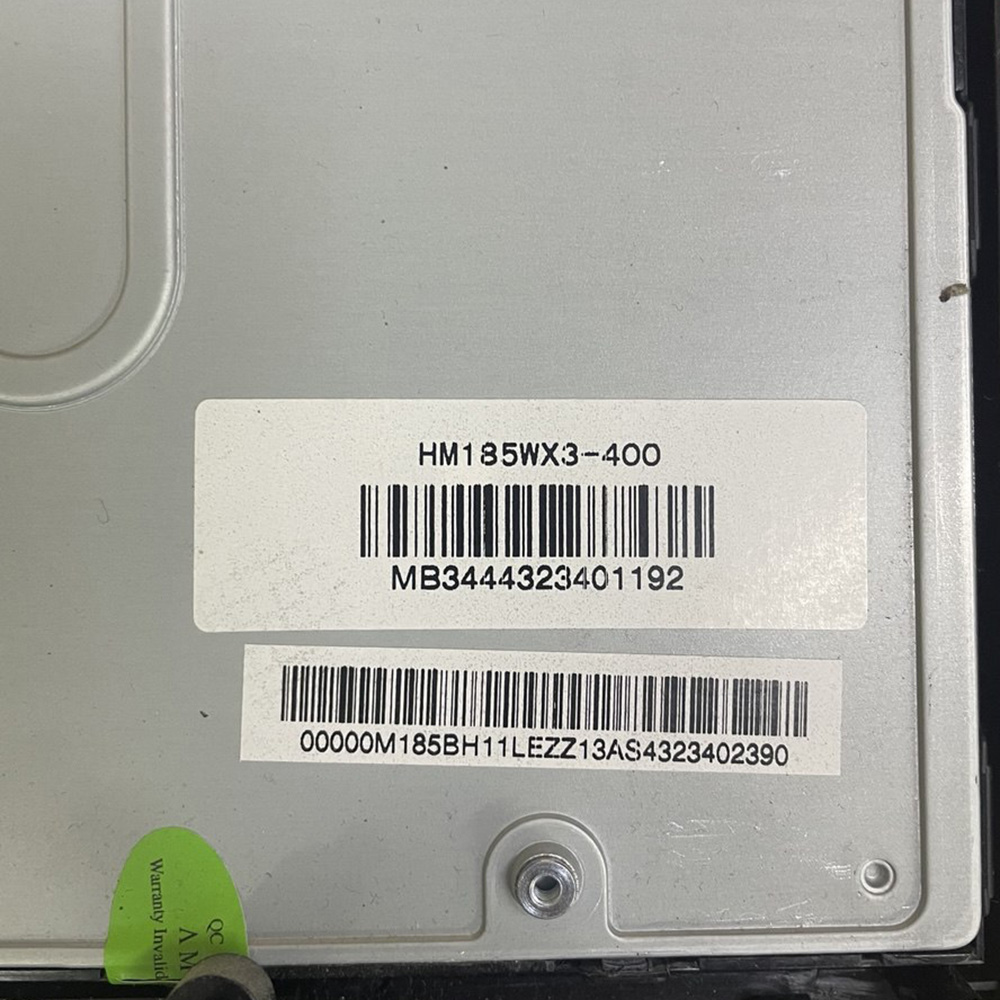 HM185WX3-400
MB3444323401192
00000M185BH11LEZZ13AS4323402390
QC
Warranty Invalid